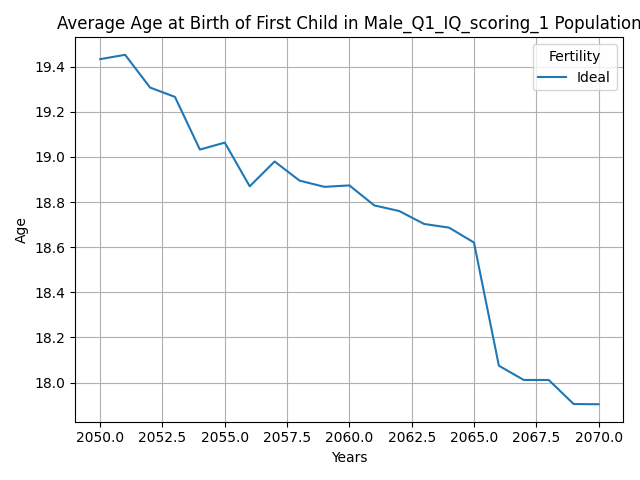 Average Age at Birth of First Child in Male_Q1_IQ_scoring_1 Population
Fertility
Ideal
19.4
19.2
19.0
18.8
18.6
18.4
18.2
18.0
Age
2050.0 2052.5 2055.0 2057.5 2060.0 2062.5 2065.0 2067.5 2070.0
Years